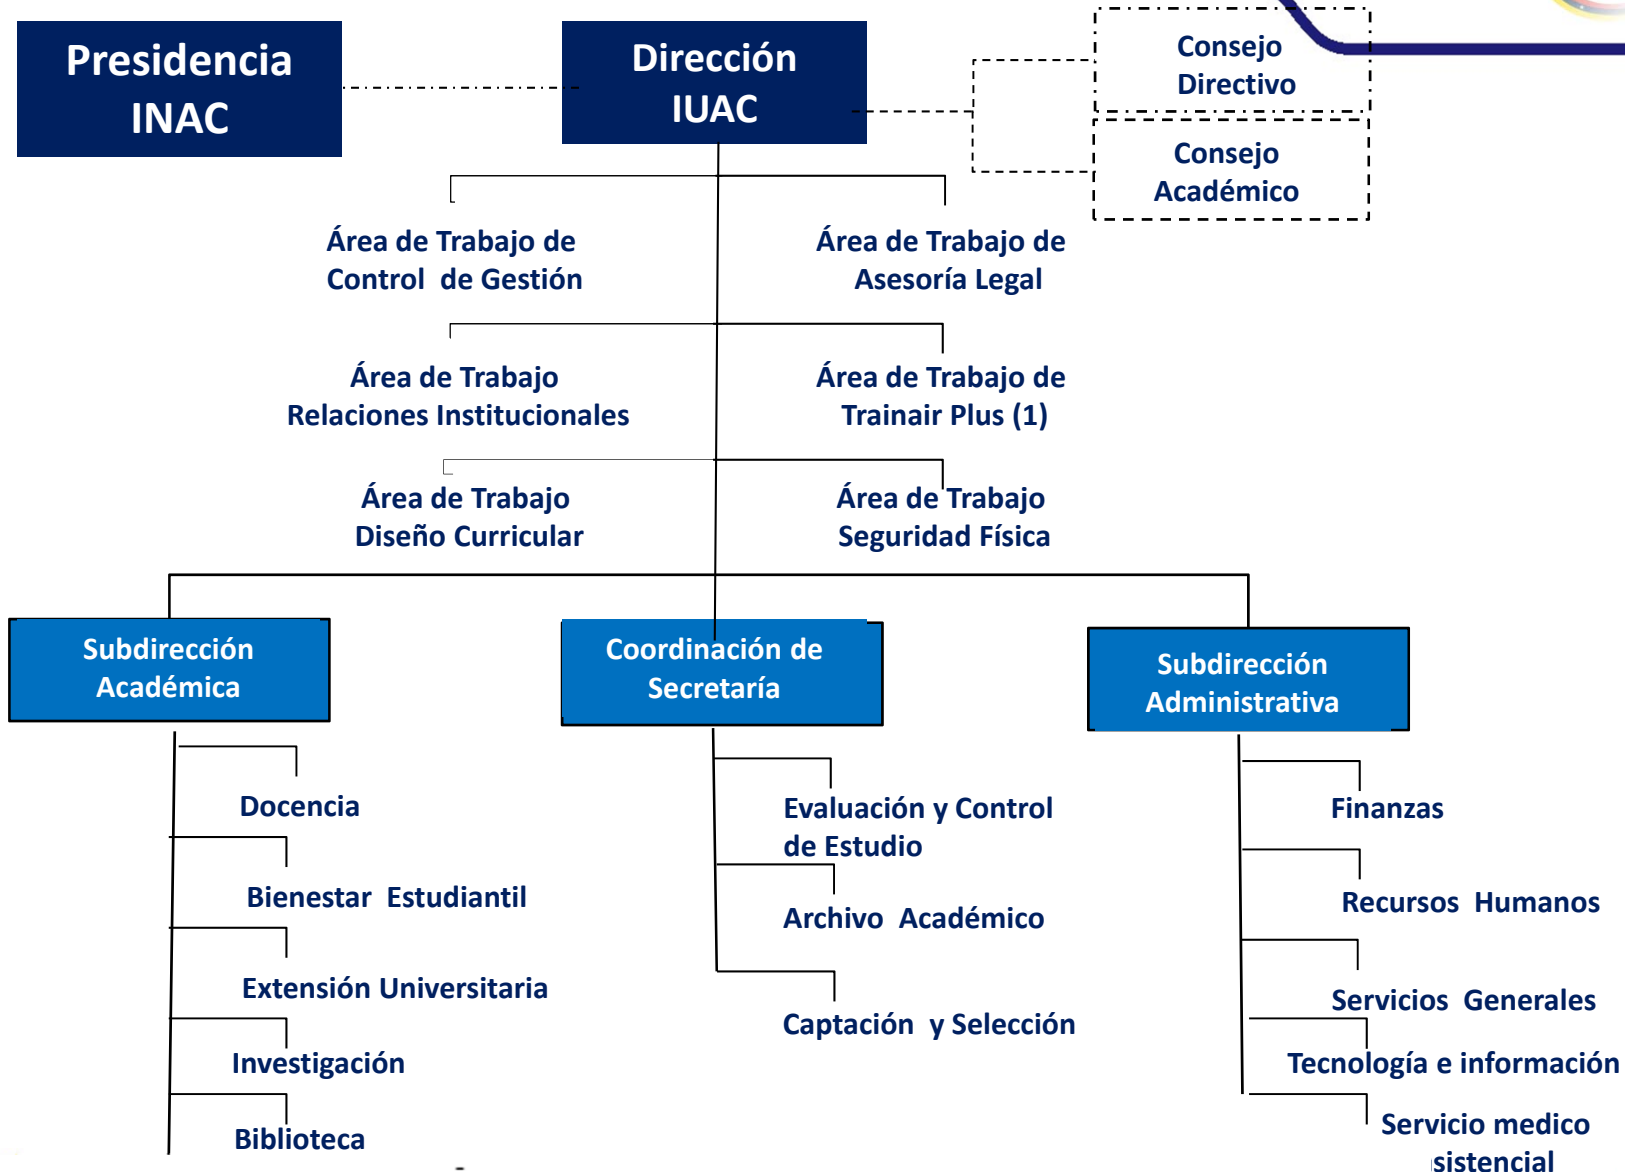 Presidencia
INAC
Dirección
IUAC
Consejo
Directivo
Consejo
Académico
Área de Trabajo de
Control de Gestión
Área de Trabajo de
Asesoría Legal
Área de Trabajo
Relaciones Institucionales
Área de Trabajo de
Trainair Plus (1)
Área de Trabajo
Diseño Curricular
Área de Trabajo
Seguridad Física
Subdirección
Académica
Coordinación de
Secretaría
Subdirección
Administrativa
Docencia
Bienestar Estudiantil
Extensión Universitaria
Investigación
Biblioteca
Evaluación y Control
de Estudio
Archivo Académico
Captación y Selección
Finanzas
Recursos Humanos
Servicios Generales
Tecnología e información
Servicio medico
sistencial